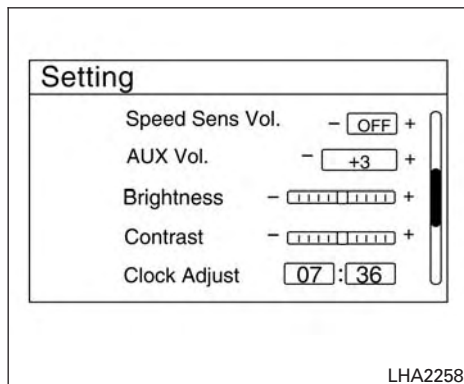 Setting
Speed Sens Vol. – OFF +
AUX Vol. – +3 +
Brightness – +
Contrast – +
Clock Adjust 07 : 36
LHA2258